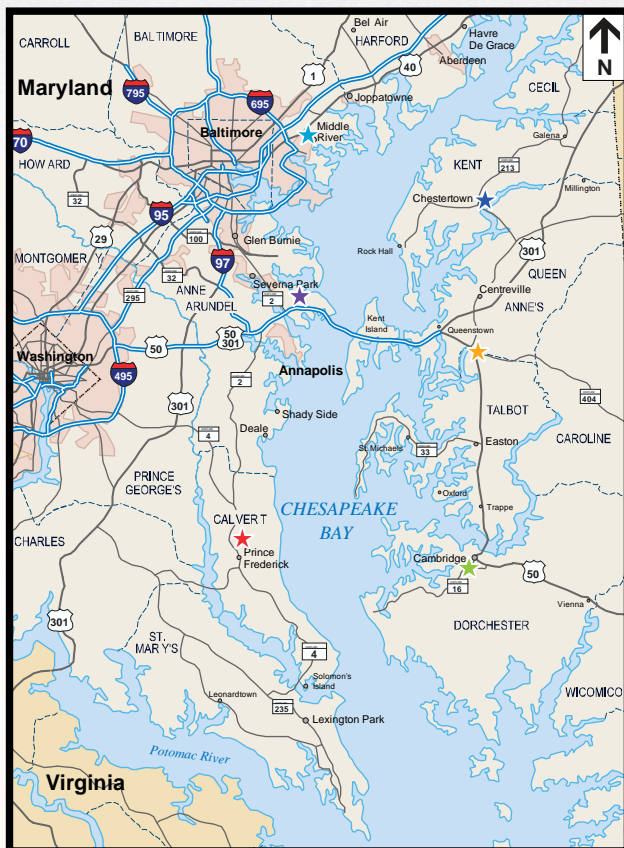 Bel Air
Havre
De Grace
CARROLL
BALTIMORE
HARFORD
N
Maryland
1
40
Aberdeen
795
695
Joppatowne
CECIL
Baltimore
Middle
River
Galena
70
HOWARD
KENT
213
Millington
32
Chestertown
95
29
100
Glen Burnie
Rock Hall
301
MONTGOMERY
97
QUEEN
32
Severna Park
ANNE
ARUNDEL
295
2
Centreville
ANNE'S
Kent
Island
Queenstown
50
301
50
Washington
Annapolis
495
2
301
404
Shady Side
TALBOT
Deale
4
St. Michaels
33
Easton
CAROLINE
PRINCE
GEORGE'S
Oxford
Trappe
CHESAPEAKE
BAY
CALVERT
CHARLES
Prince
Frederick
Cambridge
50
16
Vienna
301
DORCHESTER
ST.
MARY'S
4
Solomon's
Island
Leonardtown
WICOMICO
235
Lexington Park
Potomac River
Virginia